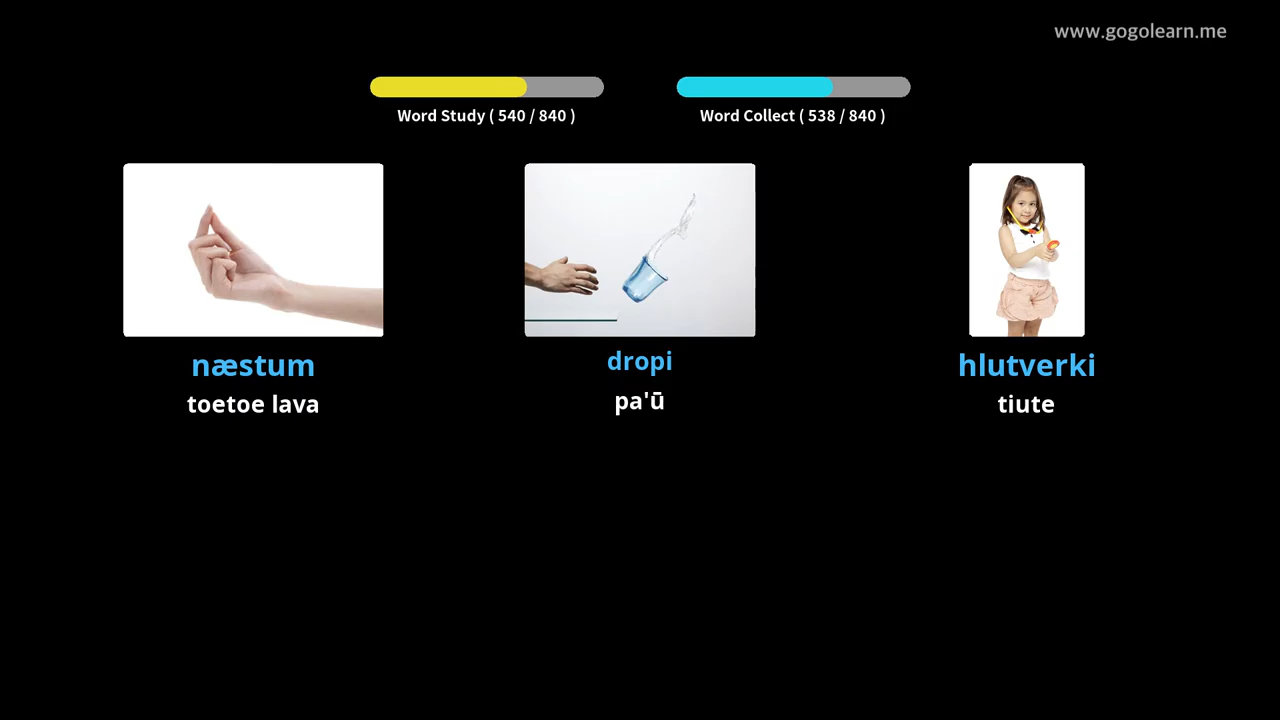 www.gogolearn.me
Word Study ( 540 / 840 )
Word Collect ( 538 / 840 )
næstum
toetoe lava
dropi
pa'ū
hlutverki
tiute